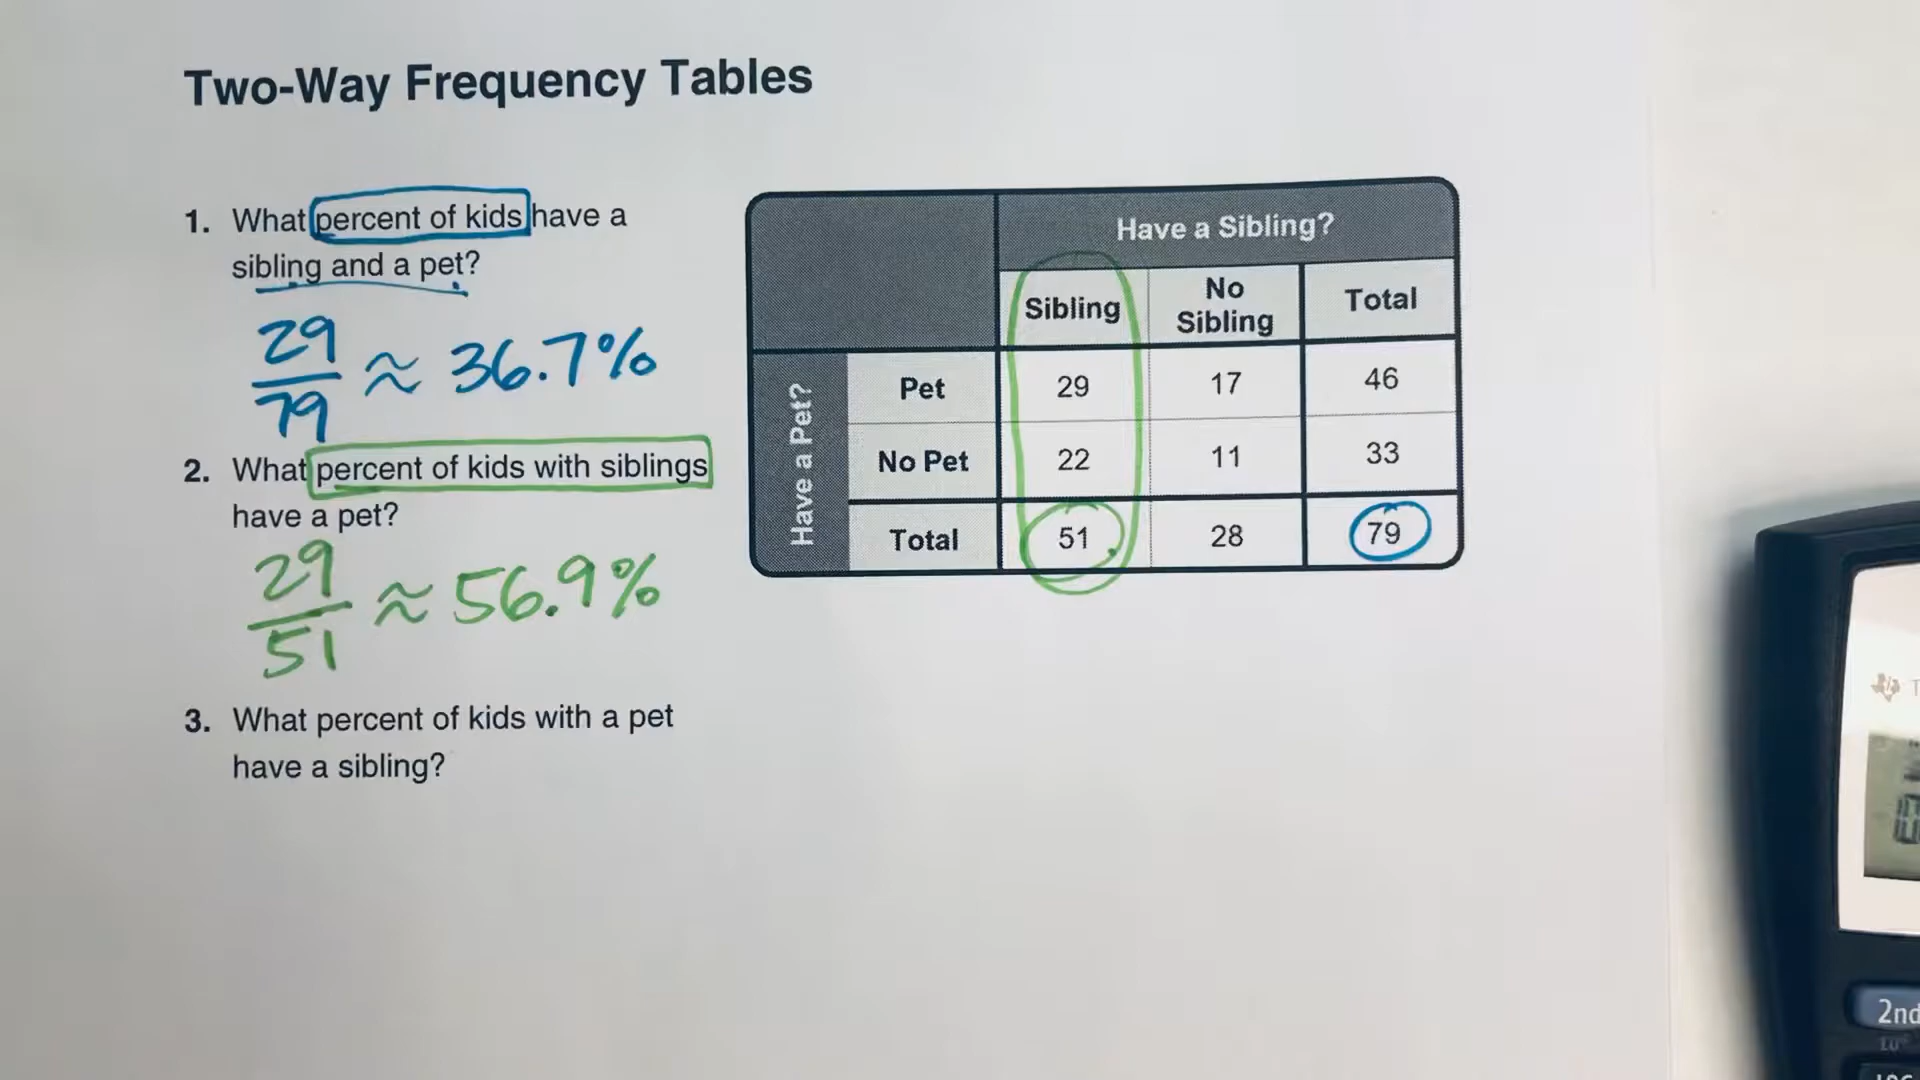 Two-Way Frequency Tables
1. What percent of kids have a
sibling and a pet?
29
79
≈ 36.7%
2. What percent of kids with siblings
have a pet?
29
51
≈ 56.9%
3. What percent of kids with a pet
have a sibling?
Have a Sibling?
Sibling No Sibling Total
Have a Pet?
Pet 29 17 46
No Pet 22 11 33
Total 51 28 79
2nd